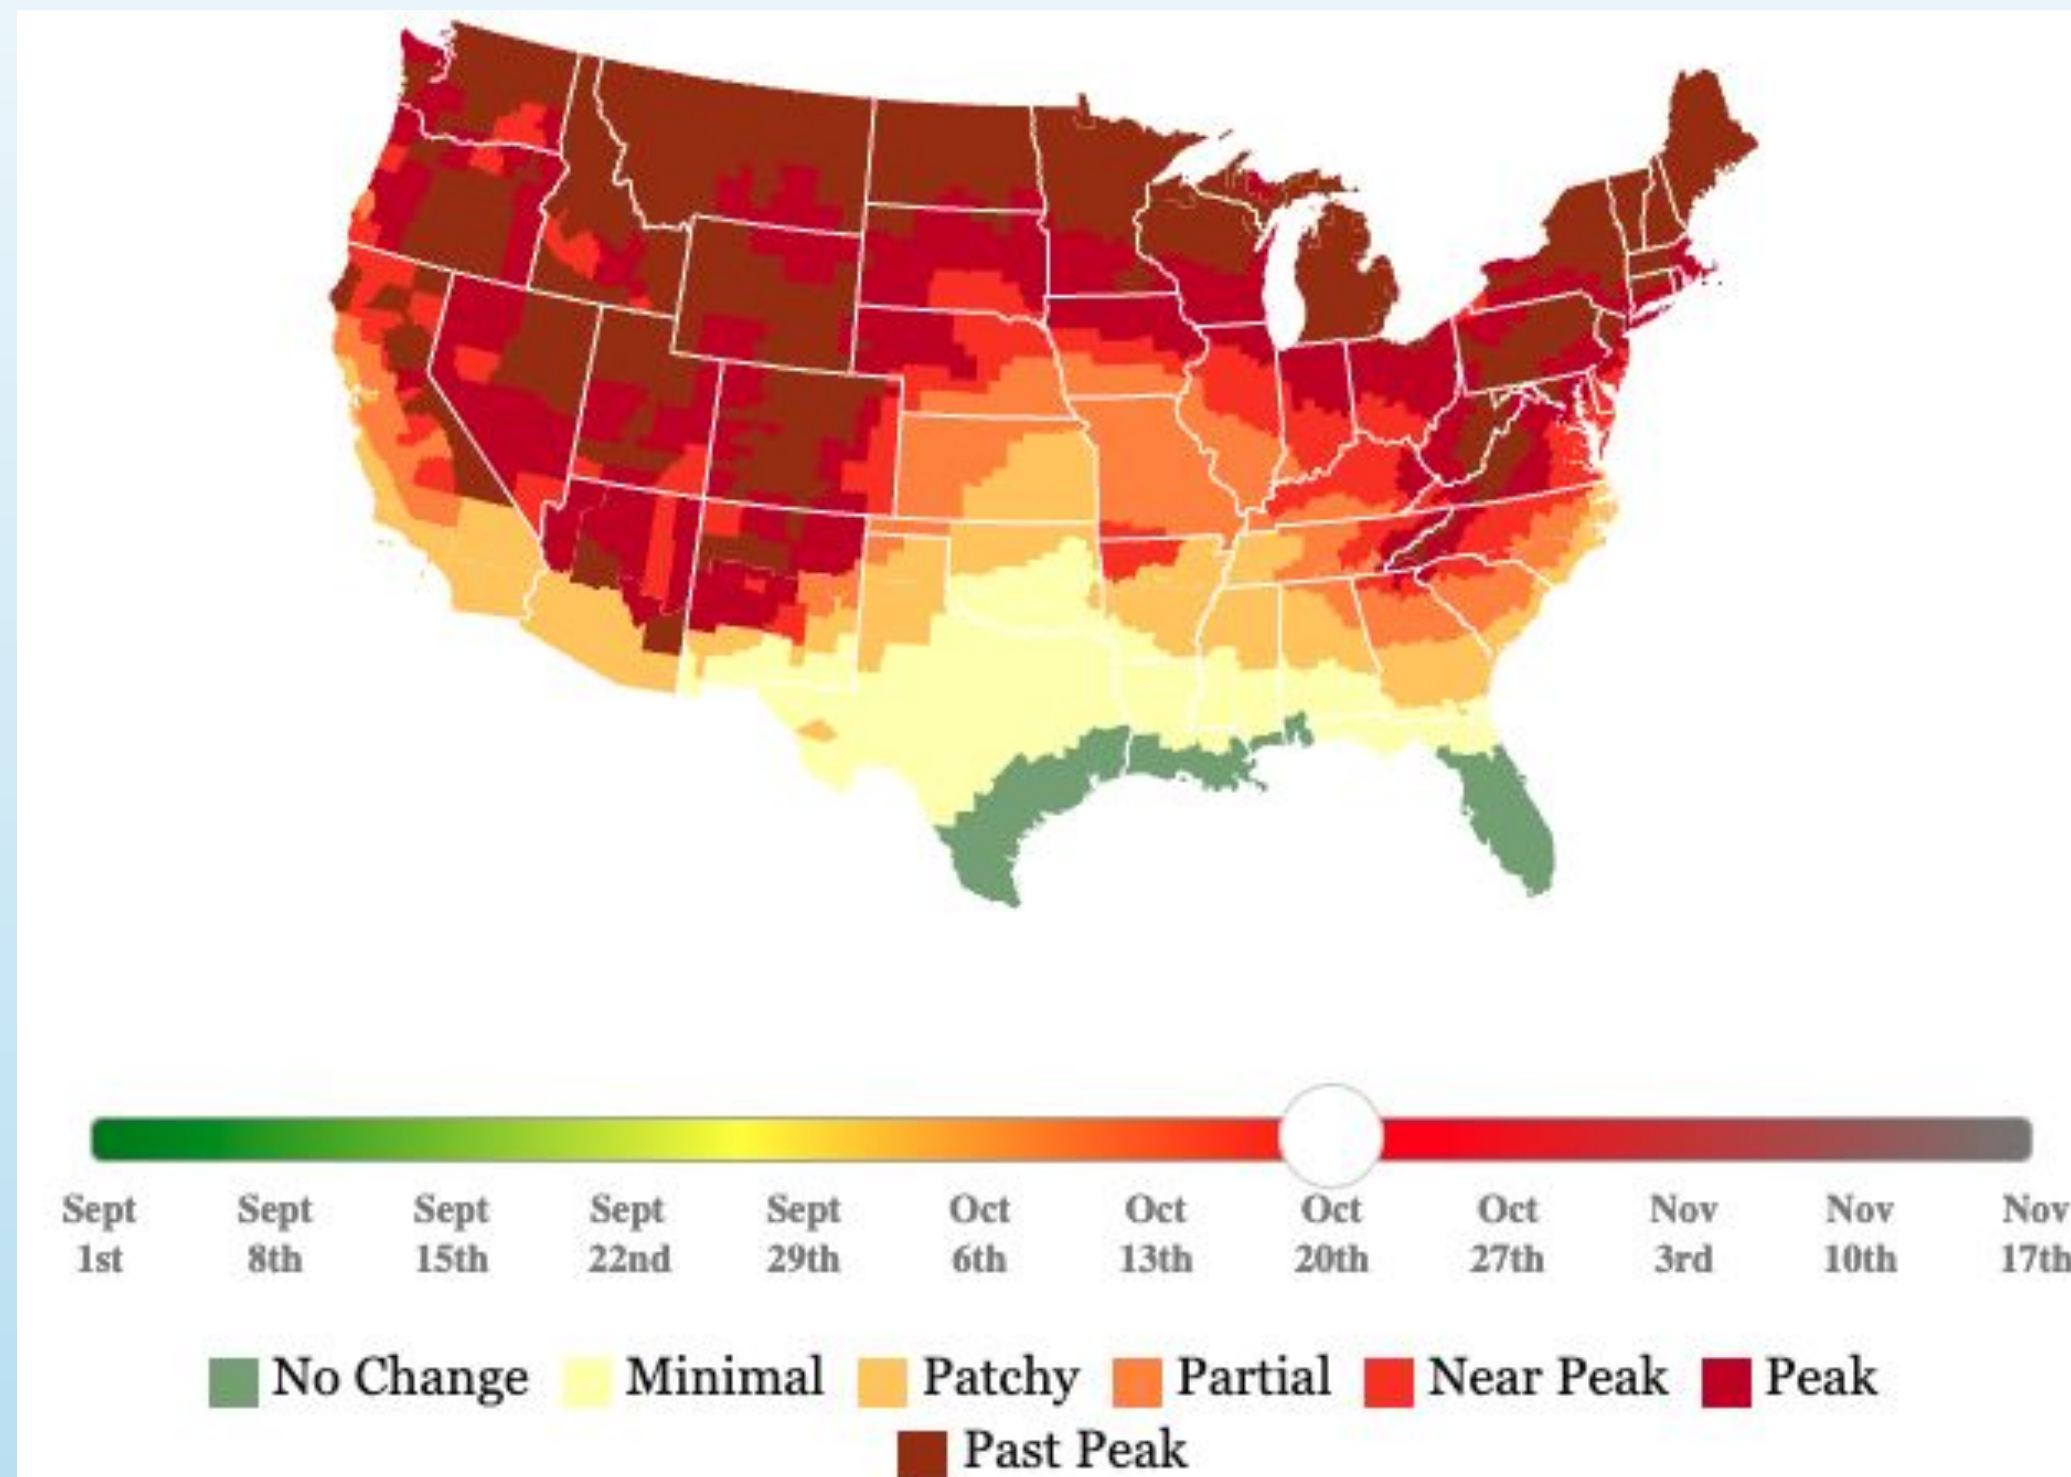 Sept Sept Sept Sept Sept Oct Oct Oct Oct Nov Nov Nov
1st 8th 15th 22nd 29th 6th 13th 20th 27th 3rd 10th 17th
No Change Minimal Patchy Partial Near Peak Peak
Past Peak